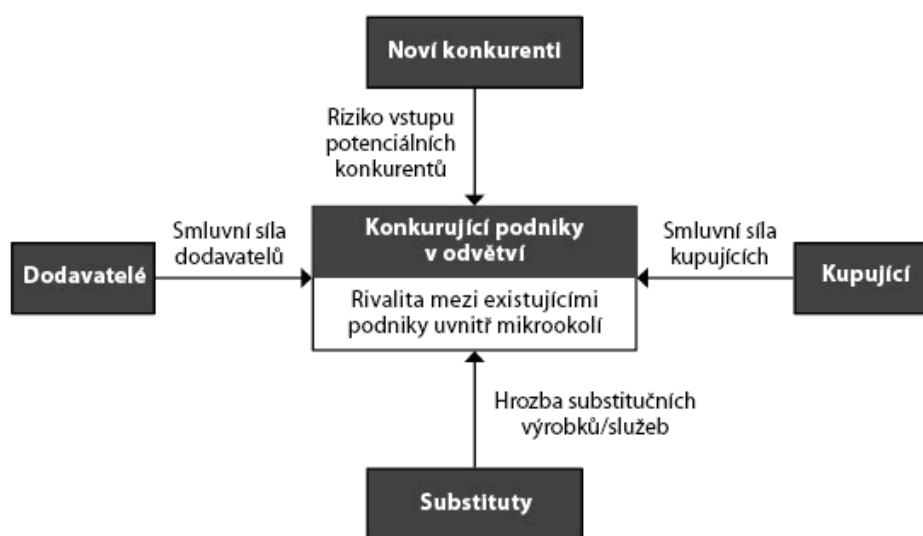 Noví konkurenti
Riziko vstupu
potenciálních
konkurentů
Smluvní síla
dodavatelů
Konkurující podniky
v odvětví
Smluvní síla
kupujících
Dodavatelé
Kupující
Rivalita mezi existujícími
podniky uvnitř mikrookolí
Hrozba substitučních
výrobků/služeb
Substituty